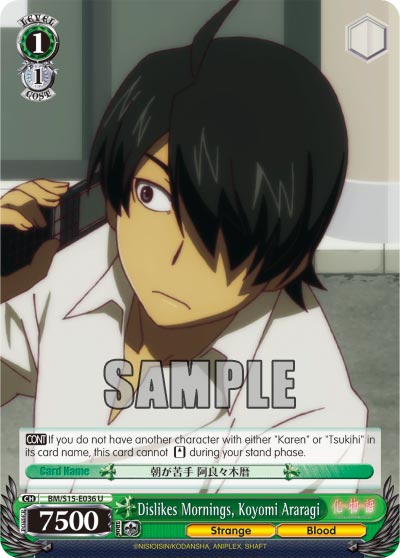 LEVEL
1
1
COST
SAMPLE
CONT If you do not have another character with either "Karen" or "Tsukihi" in
its card name, this card cannot during your stand phase.
Card Name 朝が苦手 阿良々木暦
CH BM/S15-E036 U
Dislikes Mornings, Koyomi Araragi 化物語
POWER 7500 SOUL
Strange Blood
©NISIOISIN/KODANSHA, ANIPLEX, SHAFT